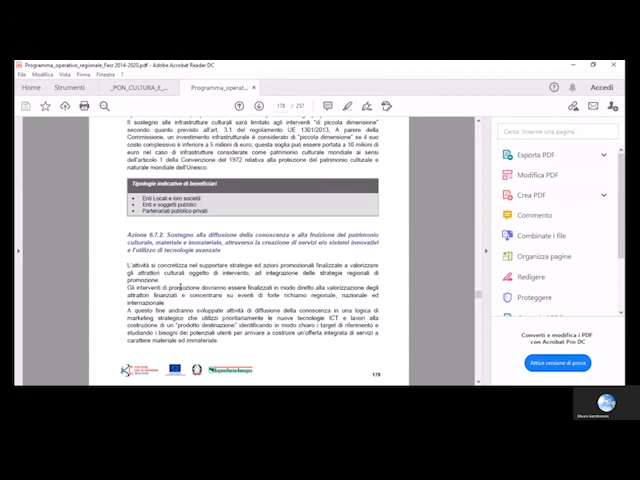 Programma_operativo_regionale_Fesr 2014-2020.pdf - Adobe Acrobat Reader DC
File Modifica Vista Firma Finestra ?
Home Strumenti _PON_CULTURA_E_... Programma_operat... × Accedi
178 / 257
Il sostegno alle infrastrutture culturali sarà limitato agli interventi "di piccola dimensione"
secondo quanto previsto all'art. 3.1 del regolamento UE 1301/2013. A parere della
Commissione, un investimento infrastrutturale è considerato di "piccola dimensione" se il suo
costo complessivo è inferiore a 5 milioni di euro; questa soglia può essere portata a 10 milioni
di euro nel caso di infrastrutture considerate come patrimonio culturale mondiale ai sensi
dell'articolo 1 della Convenzione del 1972 relativa alla protezione del patrimonio culturale e
naturale mondiale dell'Unesco.
Tipologie indicative di beneficiari
• Enti Locali e loro società
• Enti e soggetti pubblici
• Partenariati pubblico-privati
Azione 6.7.2. Sostegno alla diffusione della conoscenza e alla fruizione del patrimonio
culturale, materiale e immateriale, attraverso la creazione di servizi e/o sistemi innovativi
e l'utilizzo di tecnologie avanzate
L'attività si concretizza nel supportare strategie ed azioni promozionali finalizzate a valorizzare
gli attrattori culturali oggetto di intervento, ad integrazione delle strategie regionali di
promozione.
Gli interventi di promozione dovranno essere finalizzati in modo diretto alla valorizzazione degli
attrattori finanziati e concentrarsi su eventi di forte richiamo regionale, nazionale ed
internazionale
A questo fine andranno sviluppate attività di diffusione della conoscenza in una logica di
marketing strategico che utilizzi prioritariamente le nuove tecnologie ICT e lavori alla
costruzione di un "prodotto destinazione" identificando in modo chiaro i target di riferimento e
studiando i bisogni dei potenziali utenti per arrivare a costruire un'offerta integrata di servizi a
carattere materiale ed immateriale.
178
Cerca 'Inserire una pagina'
Esporta PDF
Modifica PDF
Crea PDF
Commento
Combinate i file
Organizza pagine
Redigere
Proteggere
Converti e modifica i PDF
con Acrobat Pro DC
Attiva versione di prova